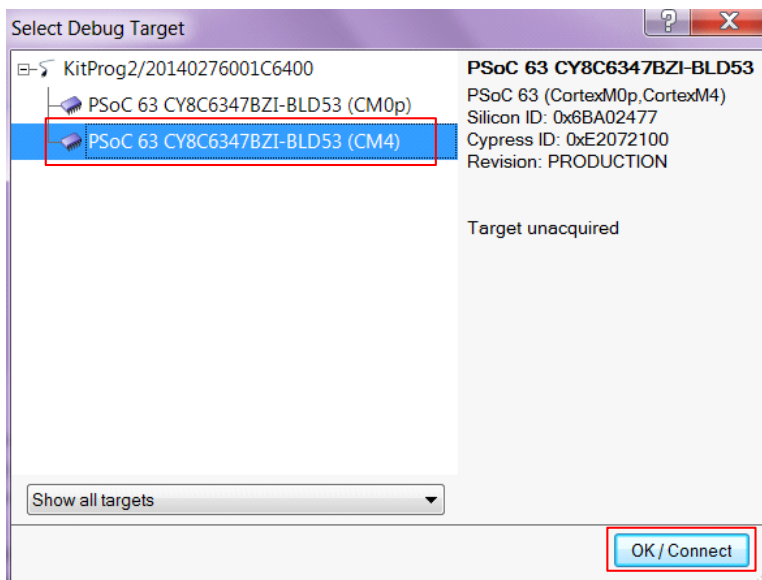 Select Debug Target
? X
KitProg2/20140276001C6400
PSoC 63 CY8C6347BZI-BLD53 (CM0p)
PSoC 63 CY8C6347BZI-BLD53 (CM4)
PSoC 63 CY8C6347BZI-BLD53
PSoC 63 (CortexM0p,CortexM4)
Silicon ID: 0x6BA02477
Cypress ID: 0xE2072100
Revision: PRODUCTION
Target unacquired
Show all targets
OK / Connect